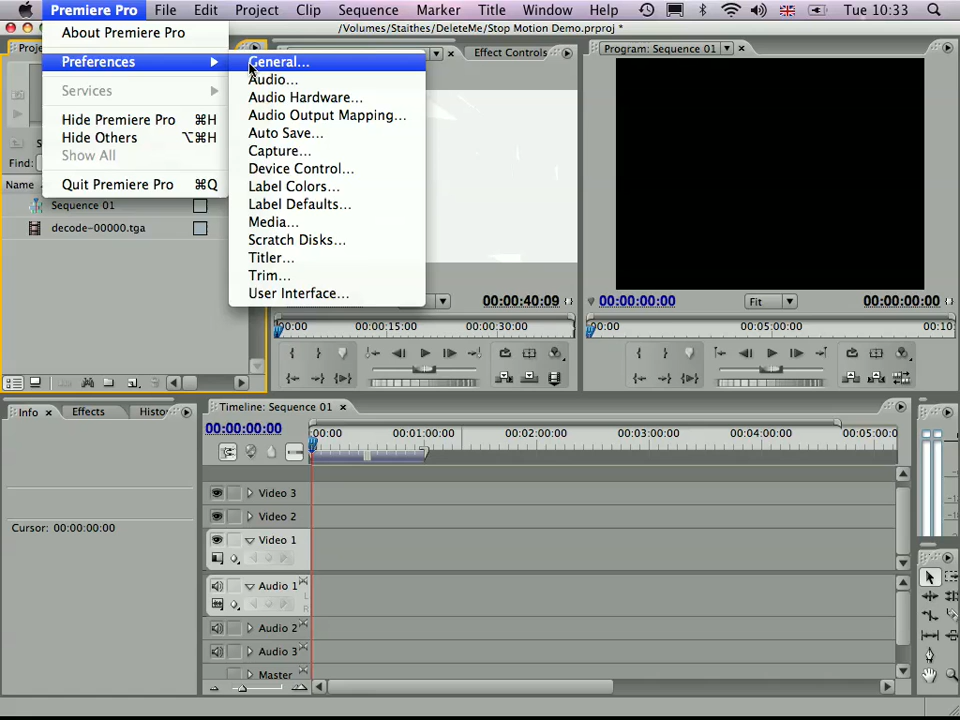 Premiere Pro File Edit Project Clip Sequence Marker Title Window Help Tue 10:33
/Volumes/Staithes/DeleteMe/Stop Motion Demo.prproj *
About Premiere Pro
Preferences
Services
Hide Premiere Pro ⌘H
Hide Others ⌥⌘H
Show All
Quit Premiere Pro ⌘Q
General...
Audio...
Audio Hardware...
Audio Output Mapping...
Auto Save...
Capture...
Device Control...
Label Colors...
Label Defaults...
Media...
Scratch Disks...
Titler...
Trim...
User Interface...
Effect Controls
Program: Sequence 01
Find:
Name
Sequence 01
decode-00000.tga
00:00:40:09
:00:00 00:00:15:00 00:00:30:00
00:00:00:00 Fit 00:00:00:00
00:00 00:05:00:00 00:10
Info Effects Histo
Cursor: 00:00:00:00
Timeline: Sequence 01
00:00:00:00
:00:00 00:01:00:00 00:02:00:00 00:03:00:00 00:04:00:00 00:05:00
Video 3
Video 2
Video 1
Audio 1
L
R
Audio 2
Audio 3
Master